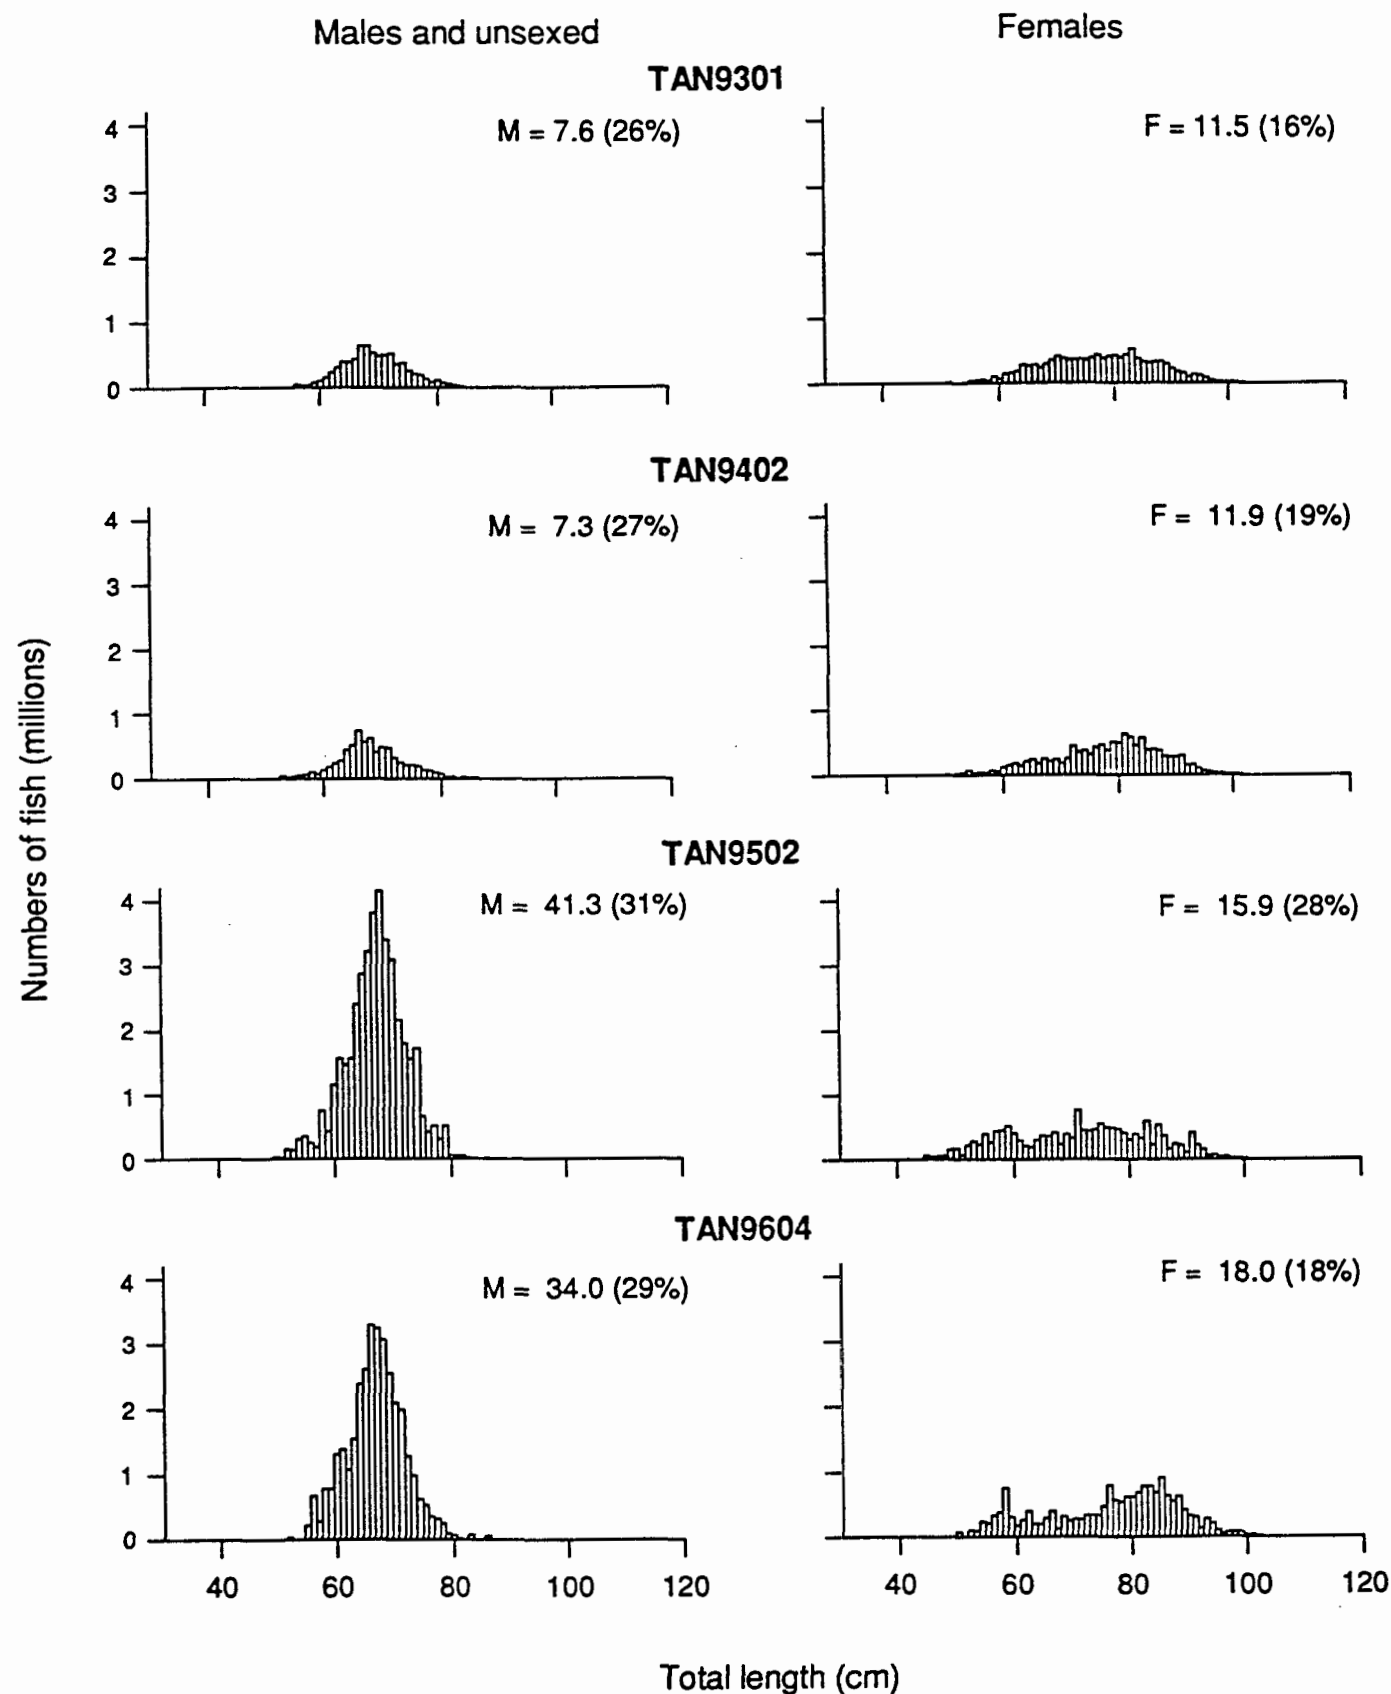 Males and unsexed
Females
TAN9301
M = 7.6 (26%)
F = 11.5 (16%)
4
3
2
1
0
TAN9402
M = 7.3 (27%)
F = 11.9 (19%)
4
3
2
1
0
TAN9502
M = 41.3 (31%)
F = 15.9 (28%)
4
3
2
1
0
TAN9604
M = 34.0 (29%)
F = 18.0 (18%)
4
3
2
1
0
40 60 80 100 120
40 60 80 100 120
Numbers of fish (millions)
Total length (cm)